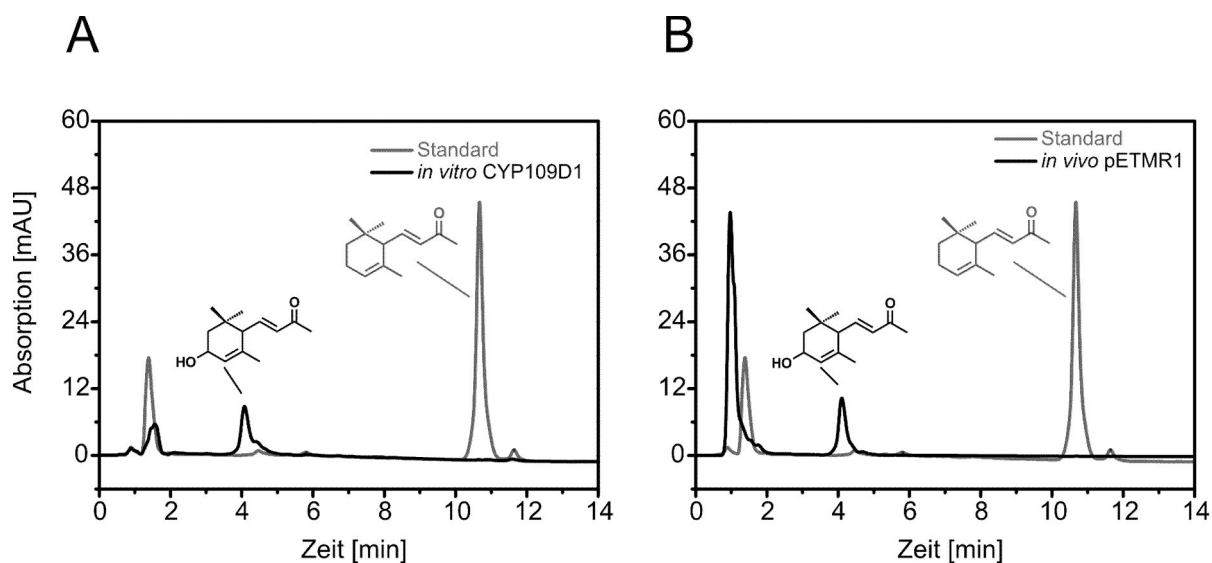 A
Absorption [mAU]
60
48
36
24
12
0
Standard
in vitro CYP109D1
O
O
HO
0 2 4 6 8 10 12 14
Zeit [min]
B
60
48
36
24
12
0
Standard
in vivo pETMR1
O
O
HO
0 2 4 6 8 10 12 14
Zeit [min]